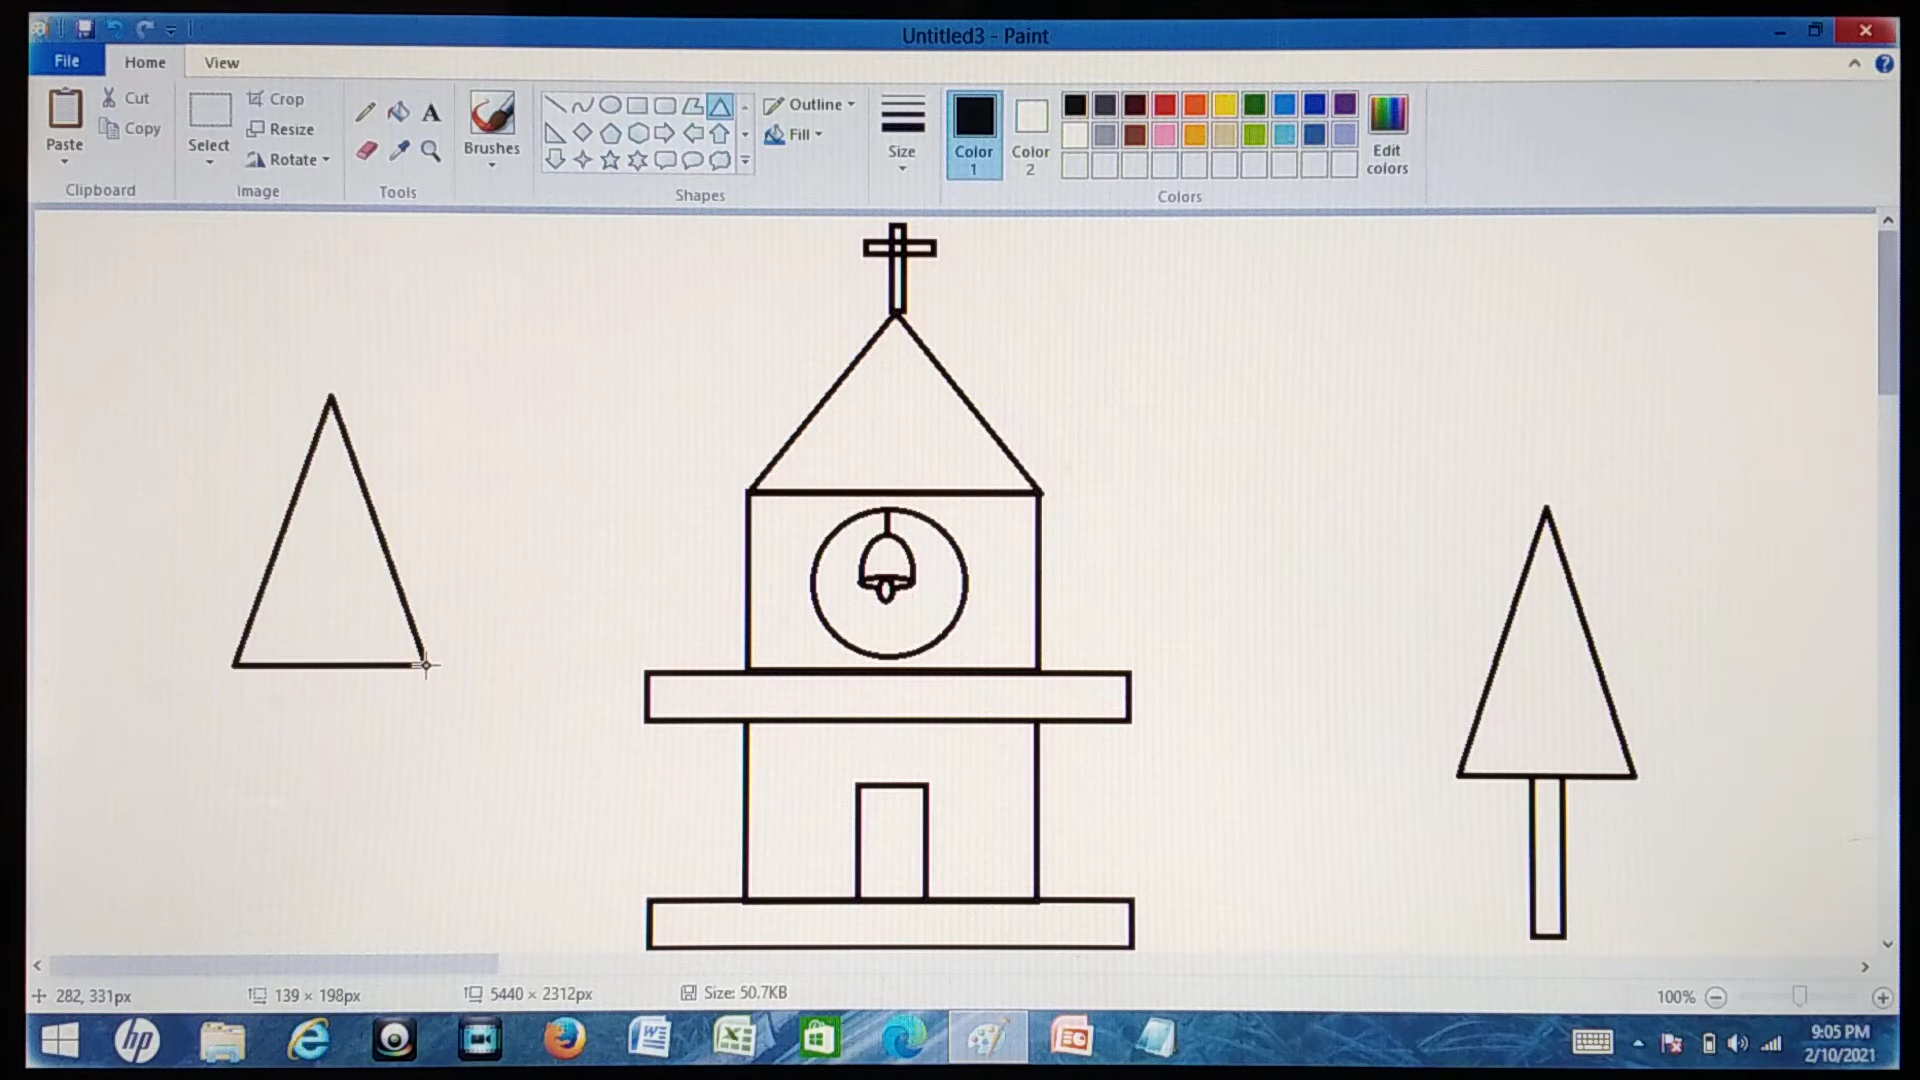 Untitled3 - Paint
File Home View
Paste
Cut
Copy
Clipboard
Select
Crop
Resize
Rotate
Image
A
Tools
Brushes
Outline
Fill
Shapes
Size
Color 1
Color 2
Edit colors
Colors
282, 331px
139 × 198px
5440 × 2312px
Size: 50.7KB
100%
hp
9:05 PM
2/10/2021